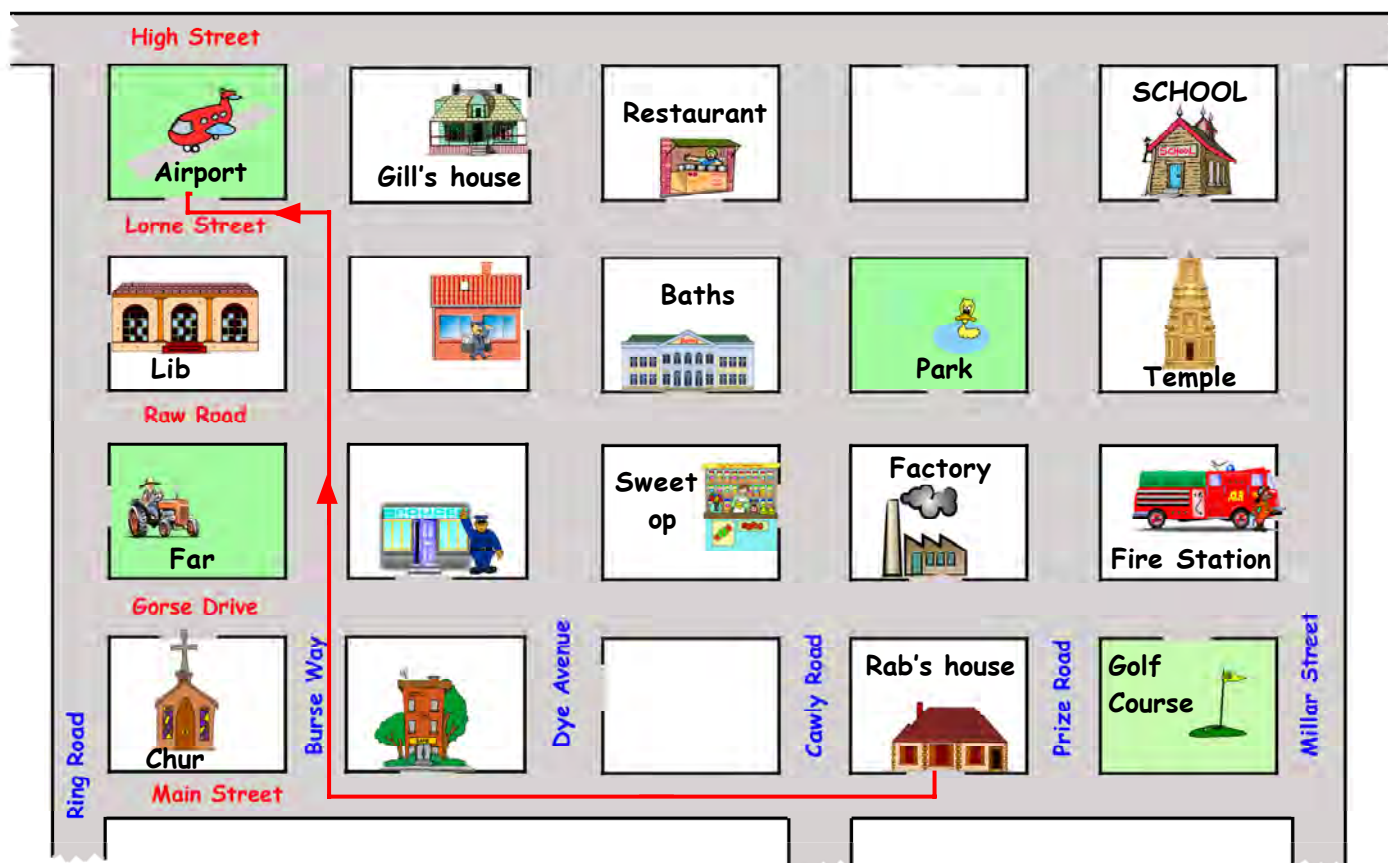 High Street
Airport
Gill's house
Restaurant
SCHOOL
SCHOOL
Lorne Street
Lib
Baths
Park
Temple
Raw Road
Far
Sweet
op
Factory
Fire Station
Gorse Drive
Chur
Rab's house
Golf
Course
Ring Road
Burse Way
Dye Avenue
Cawly Road
Prize Road
Millar Street
Main Street